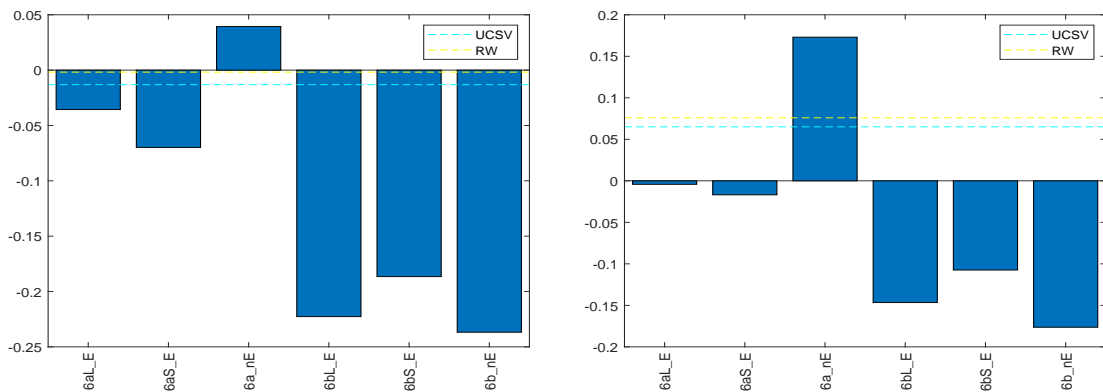 0.05
0
-0.05
-0.1
-0.15
-0.2
-0.25
UCSV
RW
6aL_E
6aS_E
6a_nE
6bL_E
6bS_E
6b_nE
0.2
0.15
0.1
0.05
0
-0.05
-0.1
-0.15
-0.2
UCSV
RW
6aL_E
6aS_E
6a_nE
6bL_E
6bS_E
6b_nE